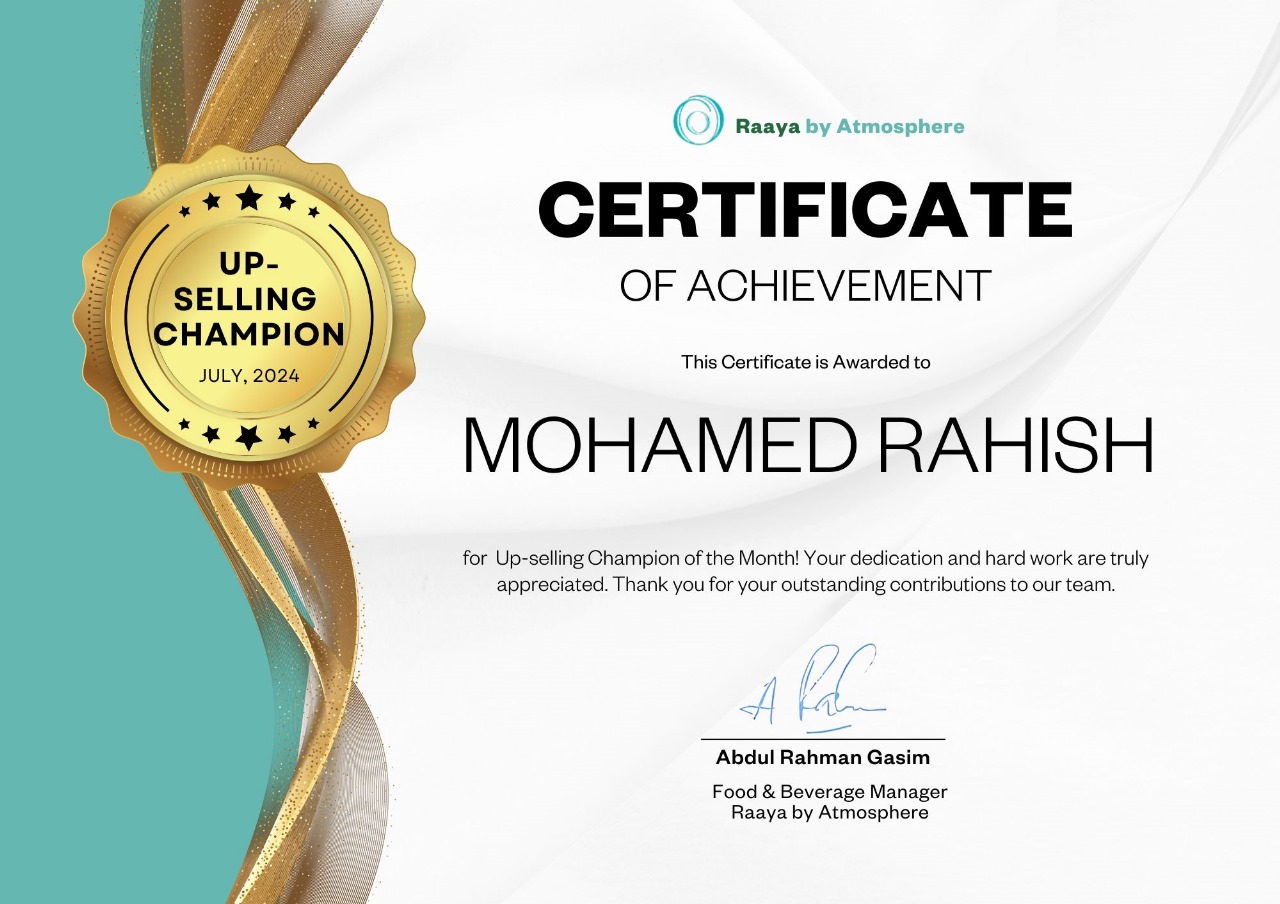 Raaya by Atmosphere
CERTIFICATE
OF ACHIEVEMENT
This Certificate is Awarded to
MOHAMED RAHISH
for Up-selling Champion of the Month! Your dedication and hard work are truly
appreciated. Thank you for your outstanding contributions to our team.
Abdul Rahman Gasim
Food & Beverage Manager
Raaya by Atmosphere
UP-
SELLING
CHAMPION
JULY, 2024